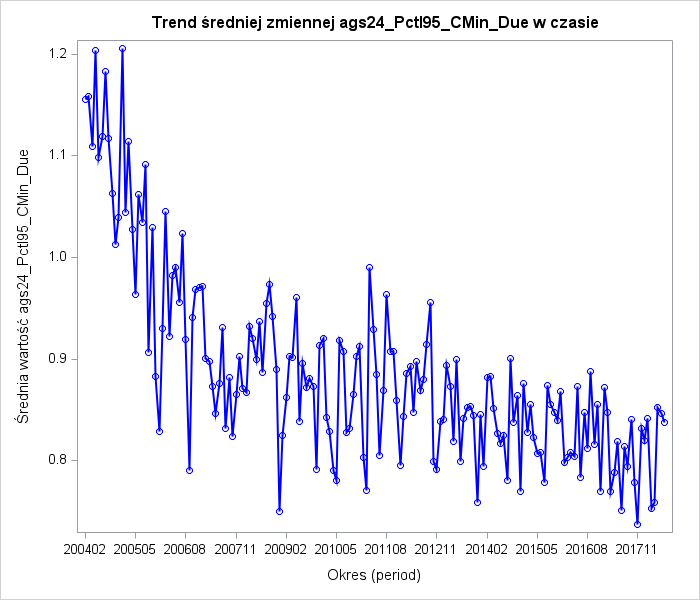 Trend średniej zmiennej ags24_Pctl95_CMin_Due w czasie
Średnia wartość ags24_Pctl95_CMin_Due
1.2
1.1
1.0
0.9
0.8
200402 200505 200608 200711 200902 201005 201108 201211 201402 201505 201608 201711
Okres (period)